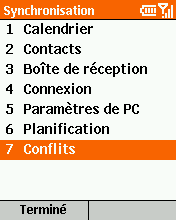 Synchronisation
1 Calendrier
2 Contacts
3 Boîte de réception
4 Connexion
5 Paramètres de PC
6 Planification
7 Conflits
Terminé